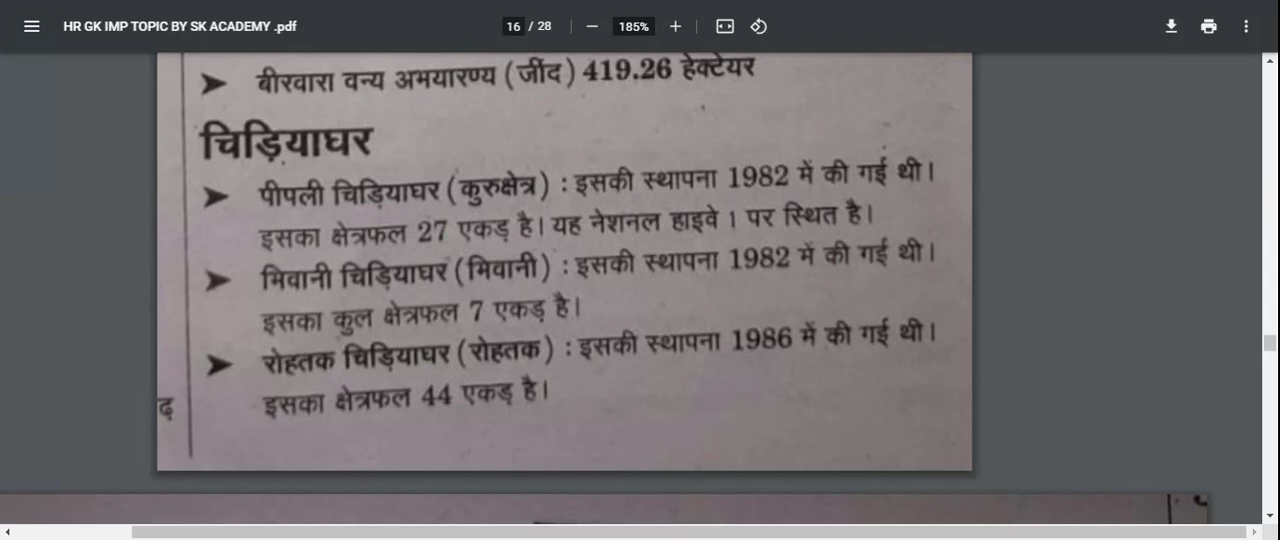 HR GK IMP TOPIC BY SK ACADEMY .pdf
16 / 28
185%
➤ बीरवारा वन्य अभयारण्य (जींद) 419.26 हेक्टेयर
चिड़ियाघर
➤ पीपली चिड़ियाघर (कुरुक्षेत्र) : इसकी स्थापना 1982 में की गई थी।
इसका क्षेत्रफल 27 एकड़ है। यह नेशनल हाइवे 1 पर स्थित है।
➤ भिवानी चिड़ियाघर (भिवानी) : इसकी स्थापना 1982 में की गई थी।
इसका कुल क्षेत्रफल 7 एकड़ है।
➤ रोहतक चिड़ियाघर (रोहतक) : इसकी स्थापना 1986 में की गई थी।
द इसका क्षेत्रफल 44 एकड़ है।